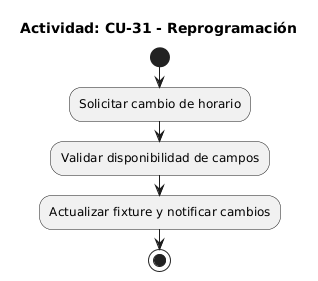 Actividad: CU-31 - Reprogramación
Solicitar cambio de horario
Validar disponibilidad de campos
Actualizar fixture y notificar cambios